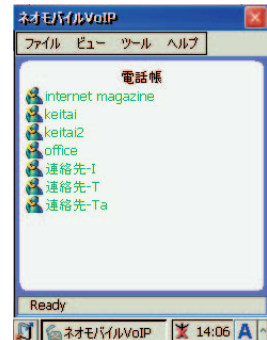 ネオモバイルVoIP
ファイル ビュー ツール ヘルプ
電話帳
internet magazine
keitai
keitai2
office
連絡先-I
連絡先-T
連絡先-Ta
Ready
ネオモバイルVoIP 14:06 A